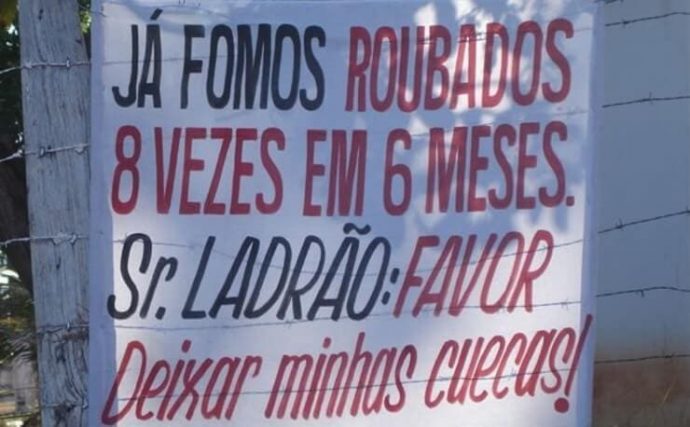 JÁ FOMOS ROUBADOS
8 VEZES EM 6 MESES.
Sr. LADRÃO: FAVOR
Deixar minhas cuecas!